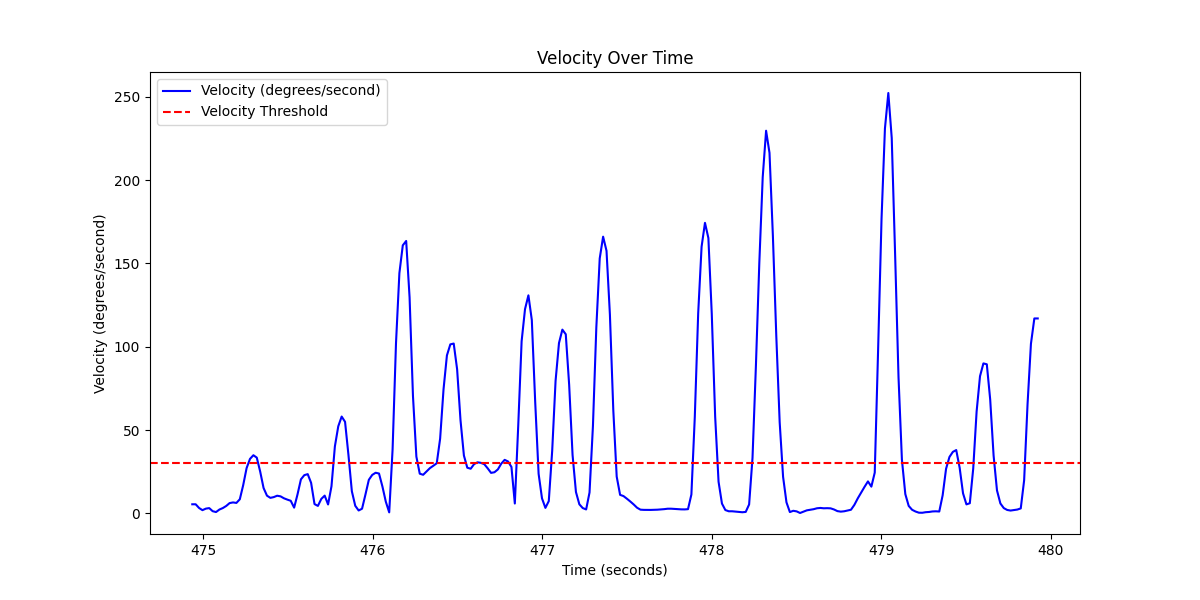 Velocity Over Time
Velocity (degrees/second)
Velocity Threshold
Velocity (degrees/second)
250
200
150
100
50
0
475 476 477 478 479 480
Time (seconds)